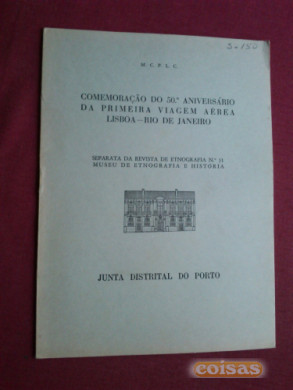 S-150
M. C. P. L. C.
COMEMORAÇÃO DO 50.º ANIVERSÁRIO
DA PRIMEIRA VIAGEM AÉREA
LISBOA—RIO DE JANEIRO
SEPARATA DA REVISTA DE ETNOGRAFIA N.º 31
MUSEU DE ETNOGRAFIA E HISTÓRIA
JUNTA DISTRITAL DO PORTO
coisas